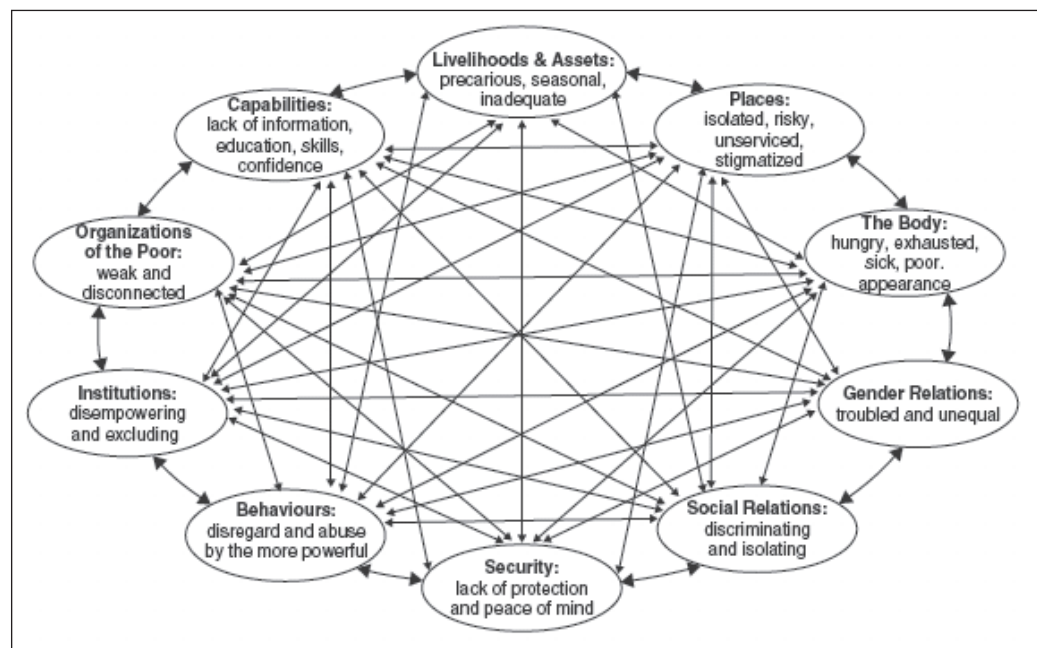 Livelihoods & Assets:
precarious, seasonal,
inadequate
Capabilities:
lack of information,
education, skills,
confidence
Places:
isolated, risky,
unserviced,
stigmatized
Organizations
of the Poor:
weak and
disconnected
The Body:
hungry, exhausted,
sick, poor.
appearance
Institutions:
disempowering
and excluding
Gender Relations:
troubled and unequal
Behaviours:
disregard and abuse
by the more powerful
Social Relations:
discriminating
and isolating
Security:
lack of protection
and peace of mind